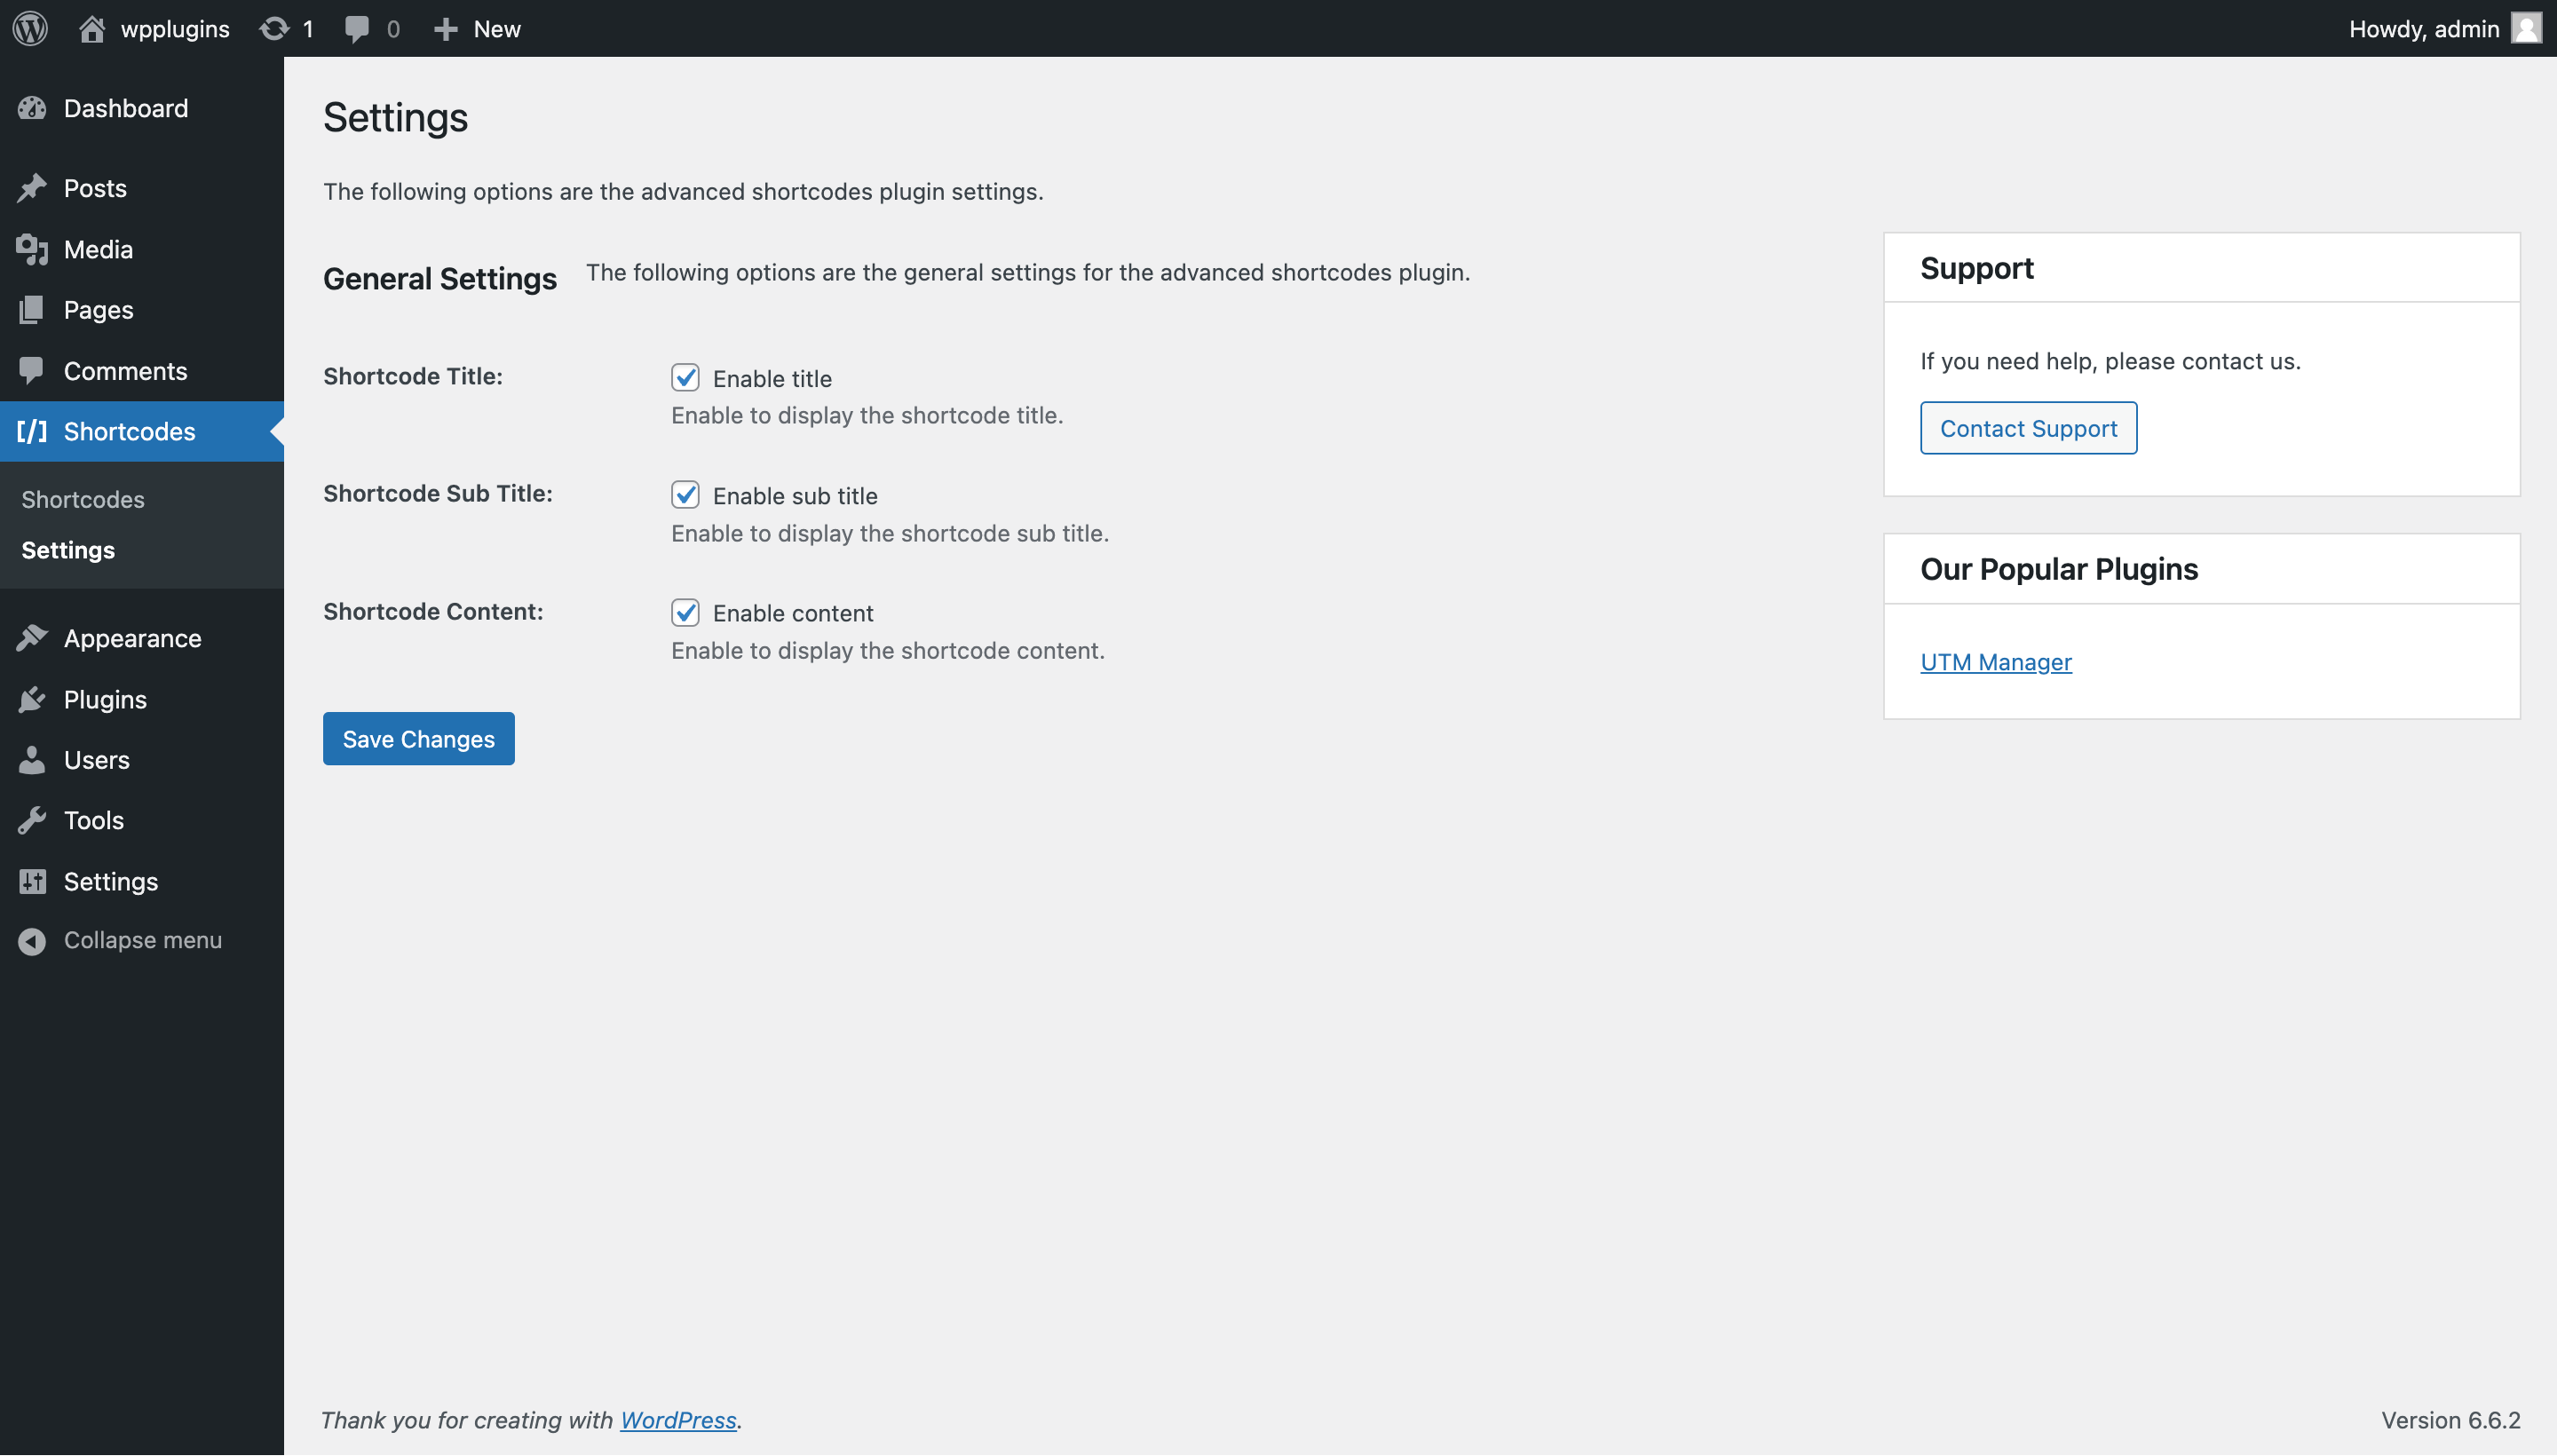 wpplugins 1 0 New Howdy, admin
Dashboard
Posts
Media
Pages
Comments
[/] Shortcodes
Shortcodes
Settings
Appearance
Plugins
Users
Tools
Settings
Collapse menu
Settings
The following options are the advanced shortcodes plugin settings.
General Settings The following options are the general settings for the advanced shortcodes plugin.
Shortcode Title: Enable title
Enable to display the shortcode title.
Shortcode Sub Title: Enable sub title
Enable to display the shortcode sub title.
Shortcode Content: Enable content
Enable to display the shortcode content.
Save Changes
Support
If you need help, please contact us.
Contact Support
Our Popular Plugins
UTM Manager
Thank you for creating with WordPress. Version 6.6.2